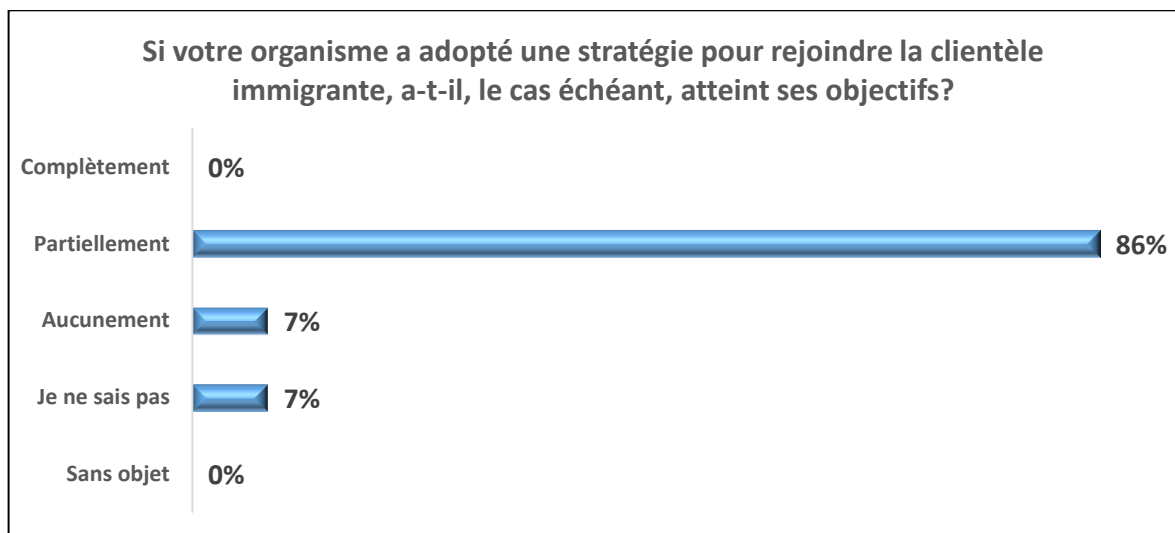 Si votre organisme a adopté une stratégie pour rejoindre la clientèle
immigrante, a-t-il, le cas échéant, atteint ses objectifs?
Complètement 0%
Partiellement 86%
Aucunement 7%
Je ne sais pas 7%
Sans objet 0%